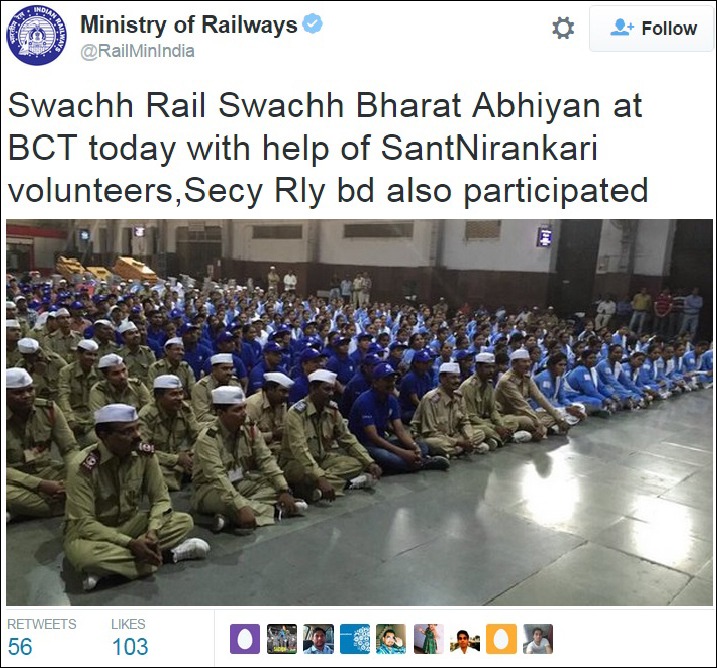 Ministry of Railways
@RailMinIndia
Follow
Swachh Rail Swachh Bharat Abhiyan at
BCT today with help of SantNirankari
volunteers,Secy Rly bd also participated
RETWEETS
LIKES
56
103